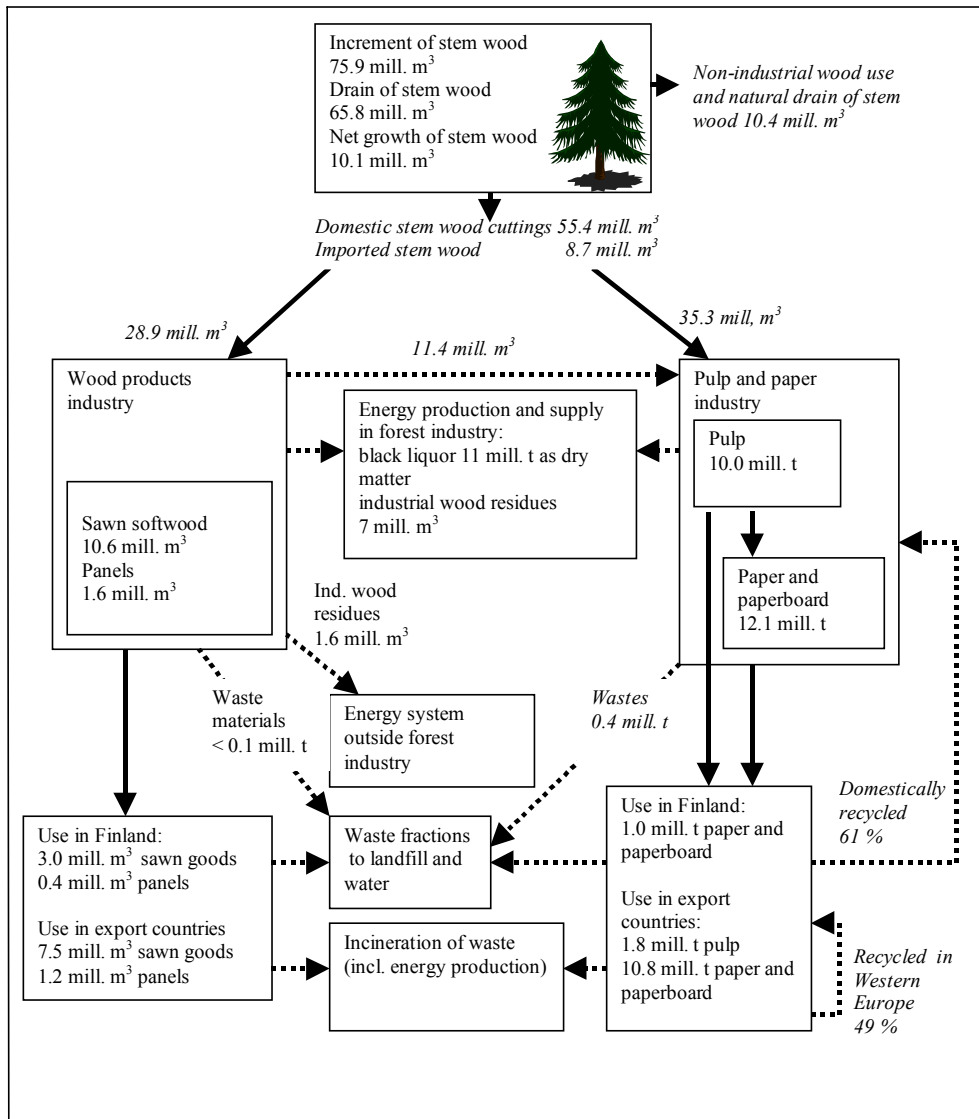 Increment of stem wood
75.9 mill. m³
Drain of stem wood
65.8 mill. m³
Net growth of stem wood
10.1 mill. m³
Non-industrial wood use
and natural drain of stem
wood 10.4 mill. m³
Domestic stem wood cuttings 55.4 mill. m³
Imported stem wood 8.7 mill. m³
28.9 mill. m³
35.3 mill, m³
11.4 mill. m³
Wood products
industry
Sawn softwood
10.6 mill. m³
Panels
1.6 mill. m³
Energy production and supply
in forest industry:
black liquor 11 mill. t as dry
matter
industrial wood residues
7 mill. m³
Pulp and paper
industry
Pulp
10.0 mill. t
Paper and
paperboard
12.1 mill. t
Ind. wood
residues
1.6 mill. m³
Waste
materials
< 0.1 mill. t
Energy system
outside forest
industry
Wastes
0.4 mill. t
Domestically
recycled
61 %
Use in Finland:
3.0 mill. m³ sawn goods
0.4 mill. m³ panels
Use in export countries
7.5 mill. m³ sawn goods
1.2 mill. m³ panels
Waste fractions
to landfill and
water
Incineration of waste
(incl. energy production)
Use in Finland:
1.0 mill. t paper and
paperboard
Use in export
countries:
1.8 mill. t pulp
10.8 mill. t paper and
paperboard
Recycled in
Western
Europe
49 %